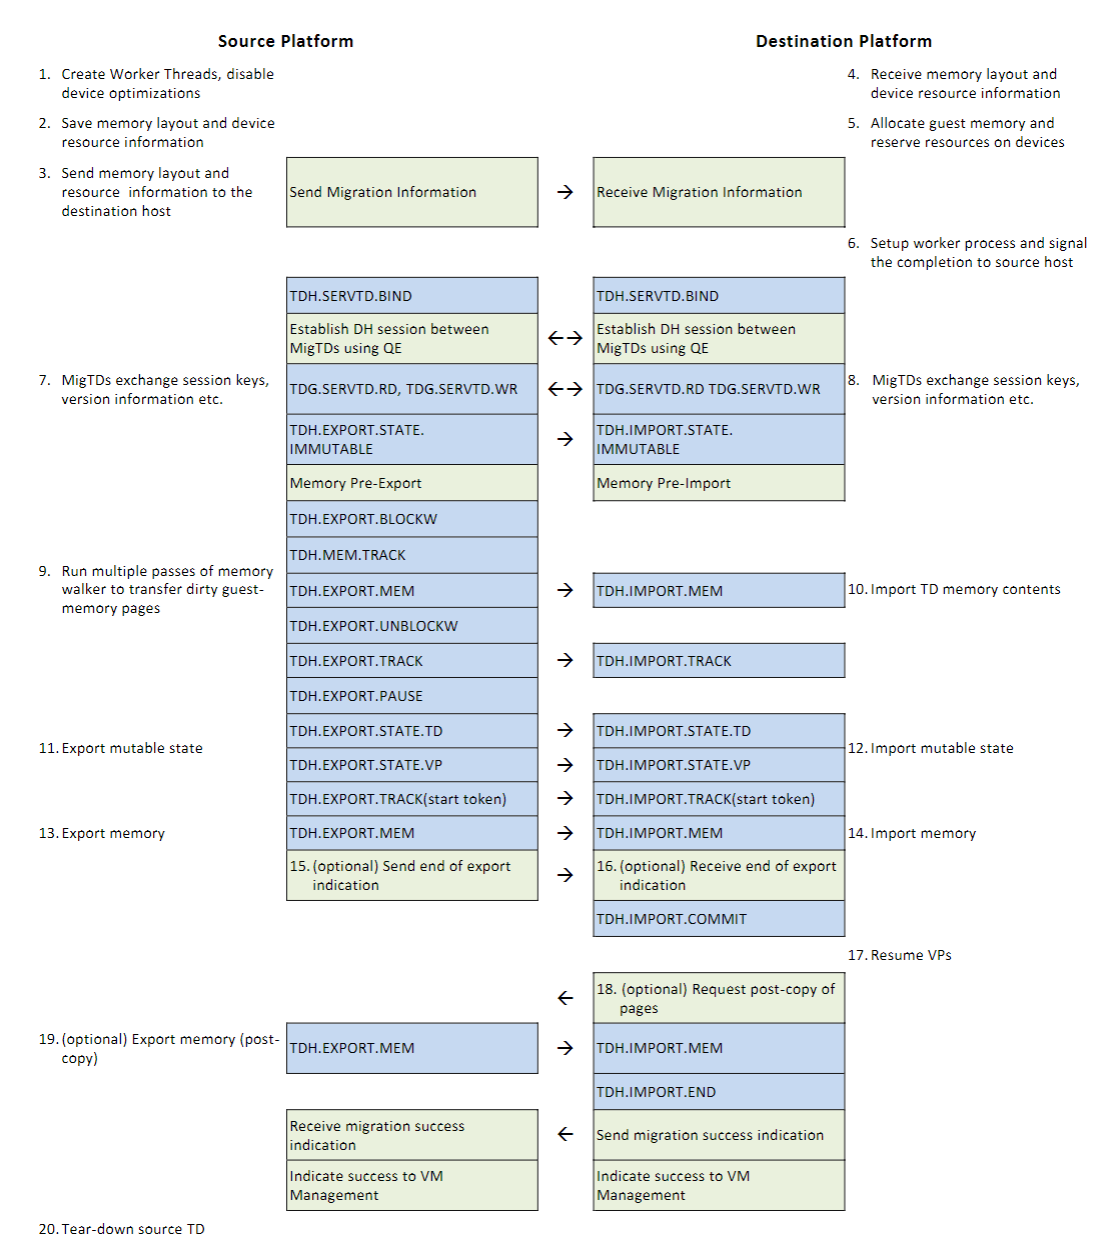 Source Platform
Destination Platform
1. Create Worker Threads, disable
device optimizations
4. Receive memory layout and
device resource information
2. Save memory layout and device
resource information
5. Allocate guest memory and
reserve resources on devices
3. Send memory layout and
resource information to the
destination host
Send Migration Information
→
Receive Migration Information
6. Setup worker process and signal
the completion to source host
TDH.SERVTD.BIND
TDH.SERVTD.BIND
Establish DH session between
MigTDs using QE
←→
Establish DH session between
MigTDs using QE
7. MigTDs exchange session keys,
version information etc.
TDG.SERVTD.RD, TDG.SERVTD.WR
←→
TDG.SERVTD.RD TDG.SERVTD.WR
8. MigTDs exchange session keys,
version information etc.
TDH.EXPORT.STATE.
IMMUTABLE
→
TDH.IMPORT.STATE.
IMMUTABLE
Memory Pre-Export
Memory Pre-Import
TDH.EXPORT.BLOCKW
TDH.MEM.TRACK
9. Run multiple passes of memory
walker to transfer dirty guest-
memory pages
TDH.EXPORT.MEM
→
TDH.IMPORT.MEM
10. Import TD memory contents
TDH.EXPORT.UNBLOCKW
TDH.EXPORT.TRACK
→
TDH.IMPORT.TRACK
TDH.EXPORT.PAUSE
11. Export mutable state
TDH.EXPORT.STATE.TD
→
TDH.IMPORT.STATE.TD
12. Import mutable state
TDH.EXPORT.STATE.VP
→
TDH.IMPORT.STATE.VP
TDH.EXPORT.TRACK(start token)
→
TDH.IMPORT.TRACK(start token)
13. Export memory
TDH.EXPORT.MEM
→
TDH.IMPORT.MEM
14. Import memory
15. (optional) Send end of export
indication
→
16. (optional) Receive end of export
indication
TDH.IMPORT.COMMIT
17. Resume VPs
←
18. (optional) Request post-copy of
pages
19. (optional) Export memory (post-
copy)
TDH.EXPORT.MEM
→
TDH.IMPORT.MEM
TDH.IMPORT.END
Receive migration success
indication
←
Send migration success indication
Indicate success to VM
Management
Indicate success to VM
Management
20. Tear-down source TD